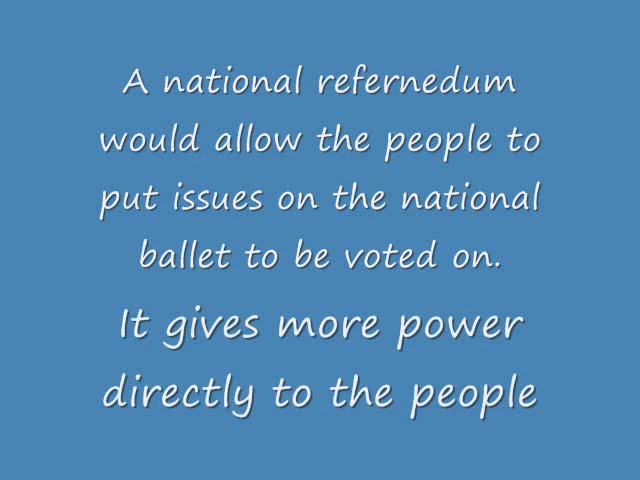 A national refernedum
would allow the people to
put issues on the national
ballet to be voted on.
It gives more power
directly to the people